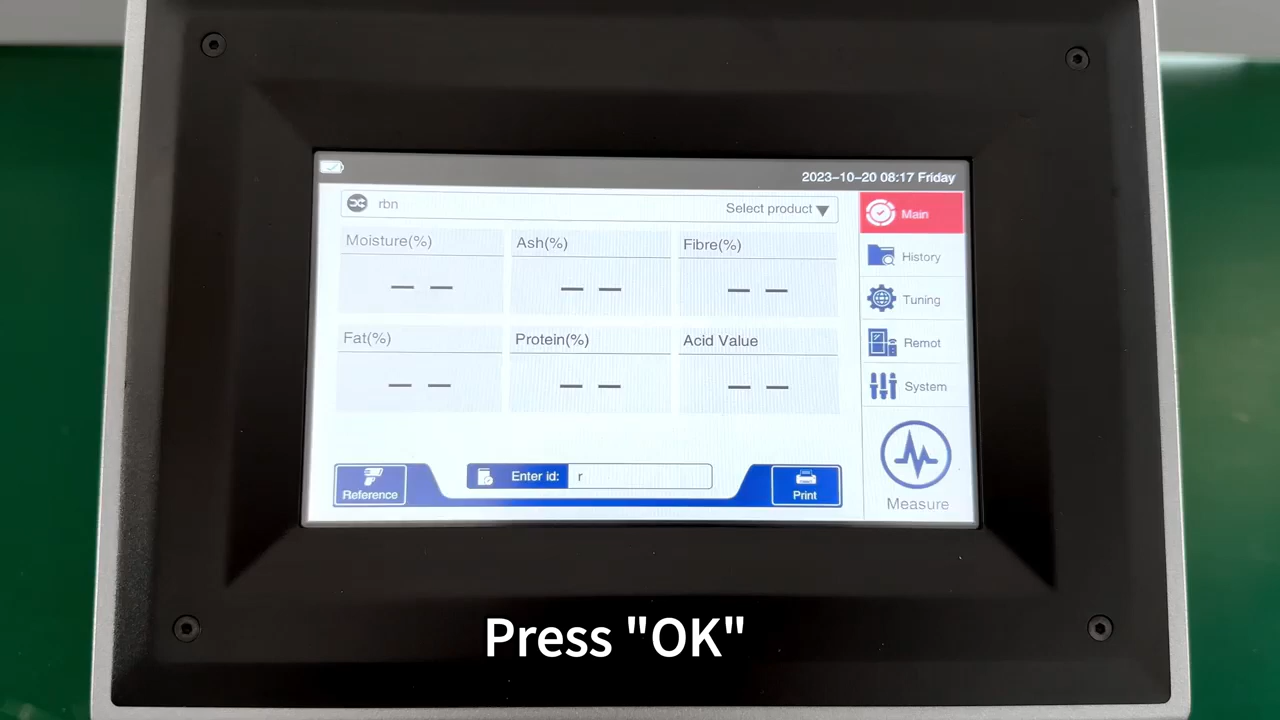 2023-10-20 08:17 Friday
rbn
Select product
Main
Moisture(%)
Ash(%)
Fibre(%)
— —
— —
— —
History
Tuning
Fat(%)
Protein(%)
Acid Value
— —
— —
— —
Remot
System
Reference
Enter id: r
Print
Measure
Press "OK"